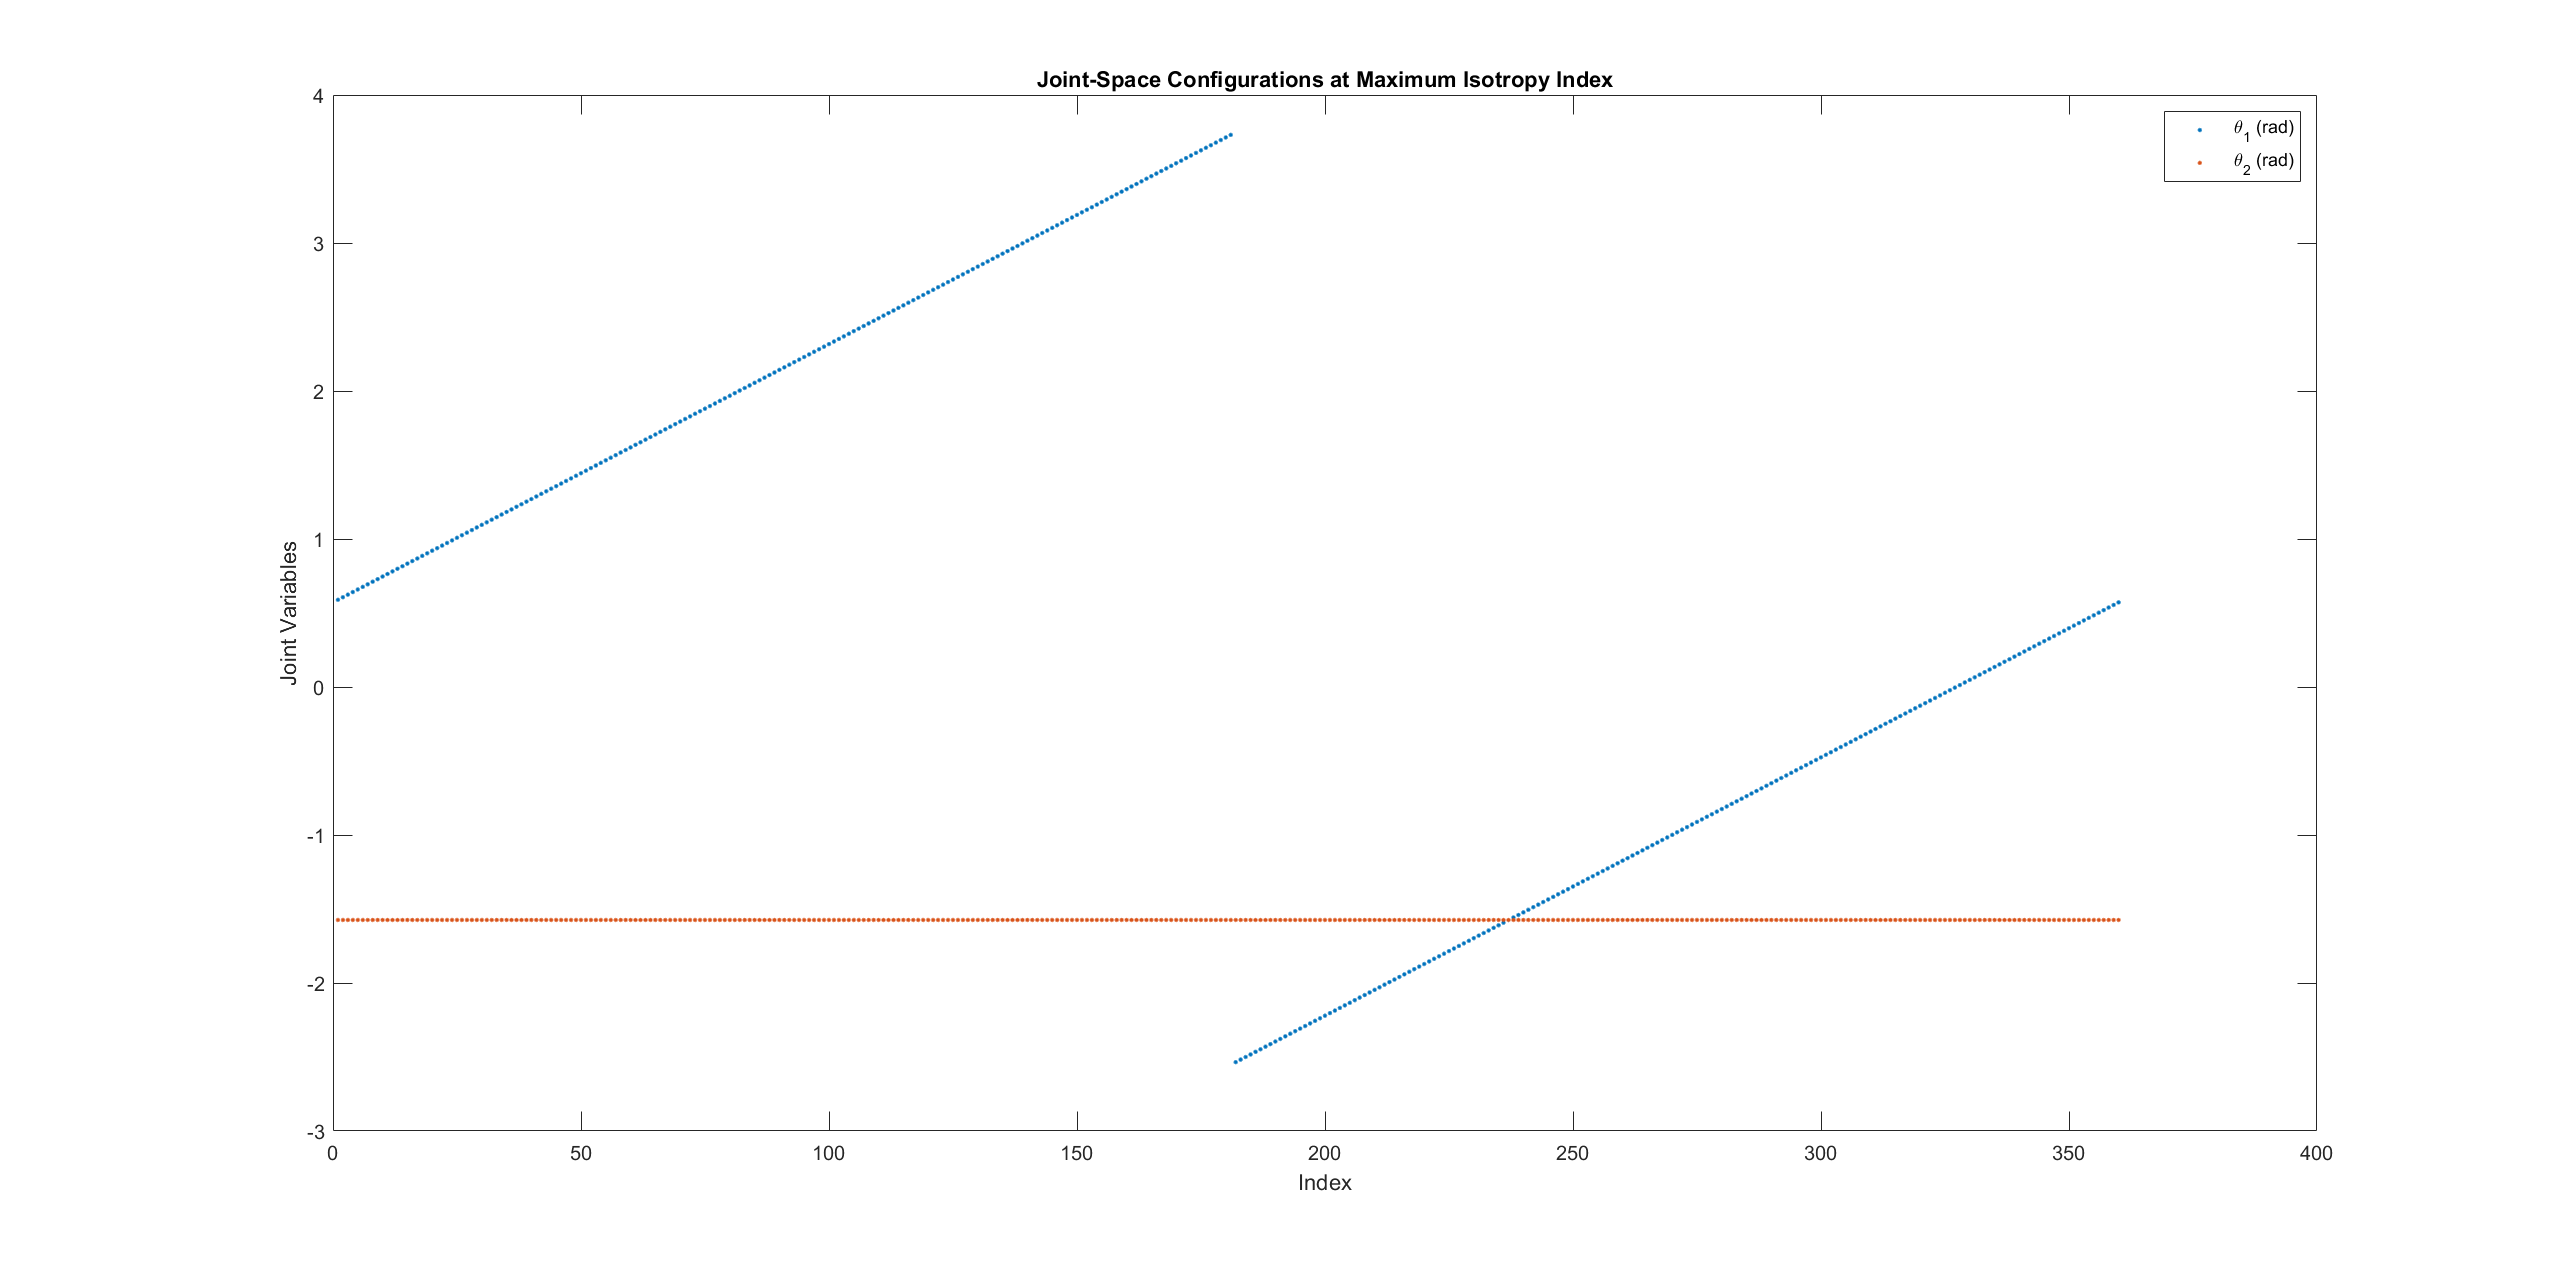 Joint-Space Configurations at Maximum Isotropy Index
θ1 (rad)
θ2 (rad)
4
3
2
1
0
-1
-2
-3
Joint Variables
0 50 100 150 200 250 300 350 400
Index